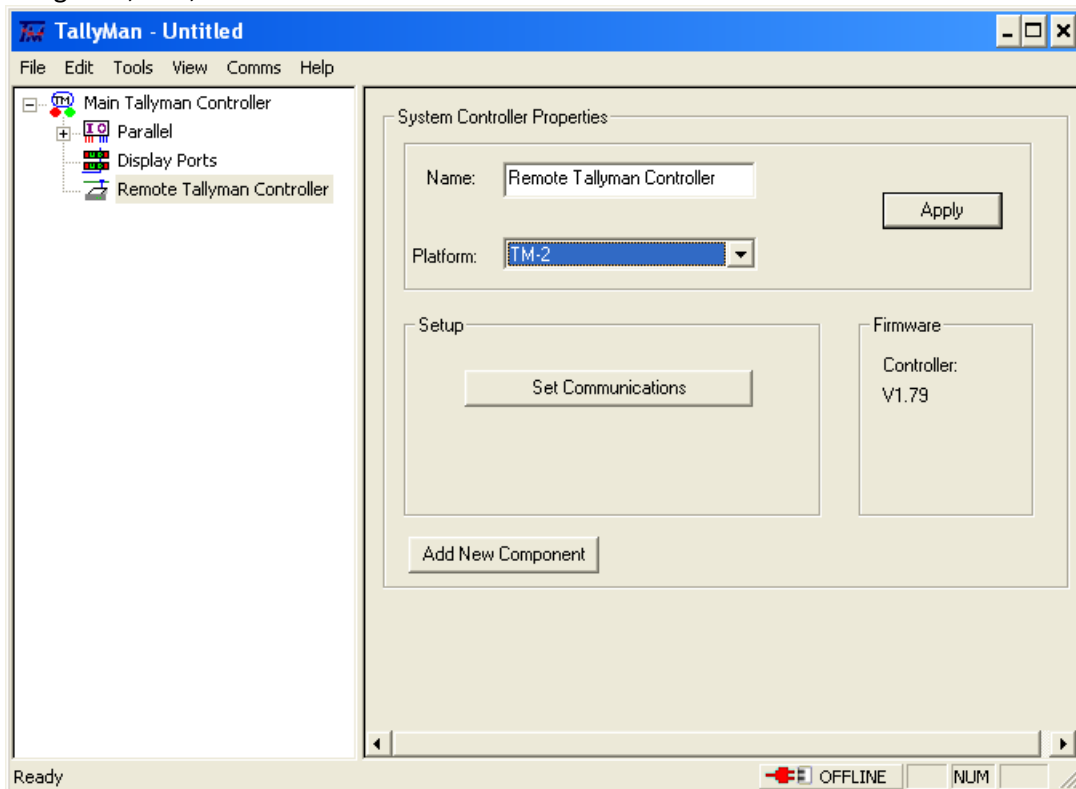 TallyMan - Untitled
File Edit Tools View Comms Help
Main Tallyman Controller
Parallel
Display Ports
Remote Tallyman Controller
System Controller Properties
Name: Remote Tallyman Controller
Apply
Platform: TM-2
Setup
Set Communications
Firmware
Controller:
V1.79
Add New Component
Ready
OFFLINE
NUM